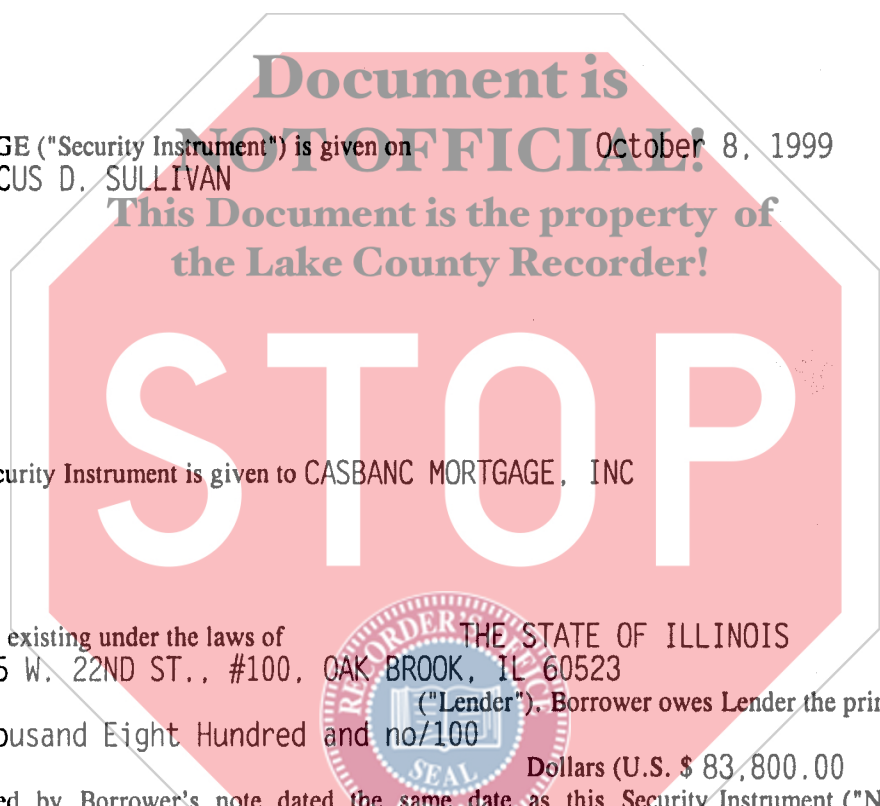 Document is
GE ("Security Instrument") is given on October 8, 1999
NOT OFFICIAL!
CUS D. SULLIVAN
This Document is the property of
the Lake County Recorder!
STOP
curity Instrument is given to CASBANC MORTGAGE, INC
existing under the laws of THE STATE OF ILLINOIS
5 W. 22ND ST., #100, OAK BROOK, IL 60523
("Lender"). Borrower owes Lender the prin
ousand Eight Hundred and no/100
RECORDER'S OFFICE
SEAL
Dollars (U.S. $ 83,800.00
ed by Borrower's note dated the same date as this Security Instrument ("N